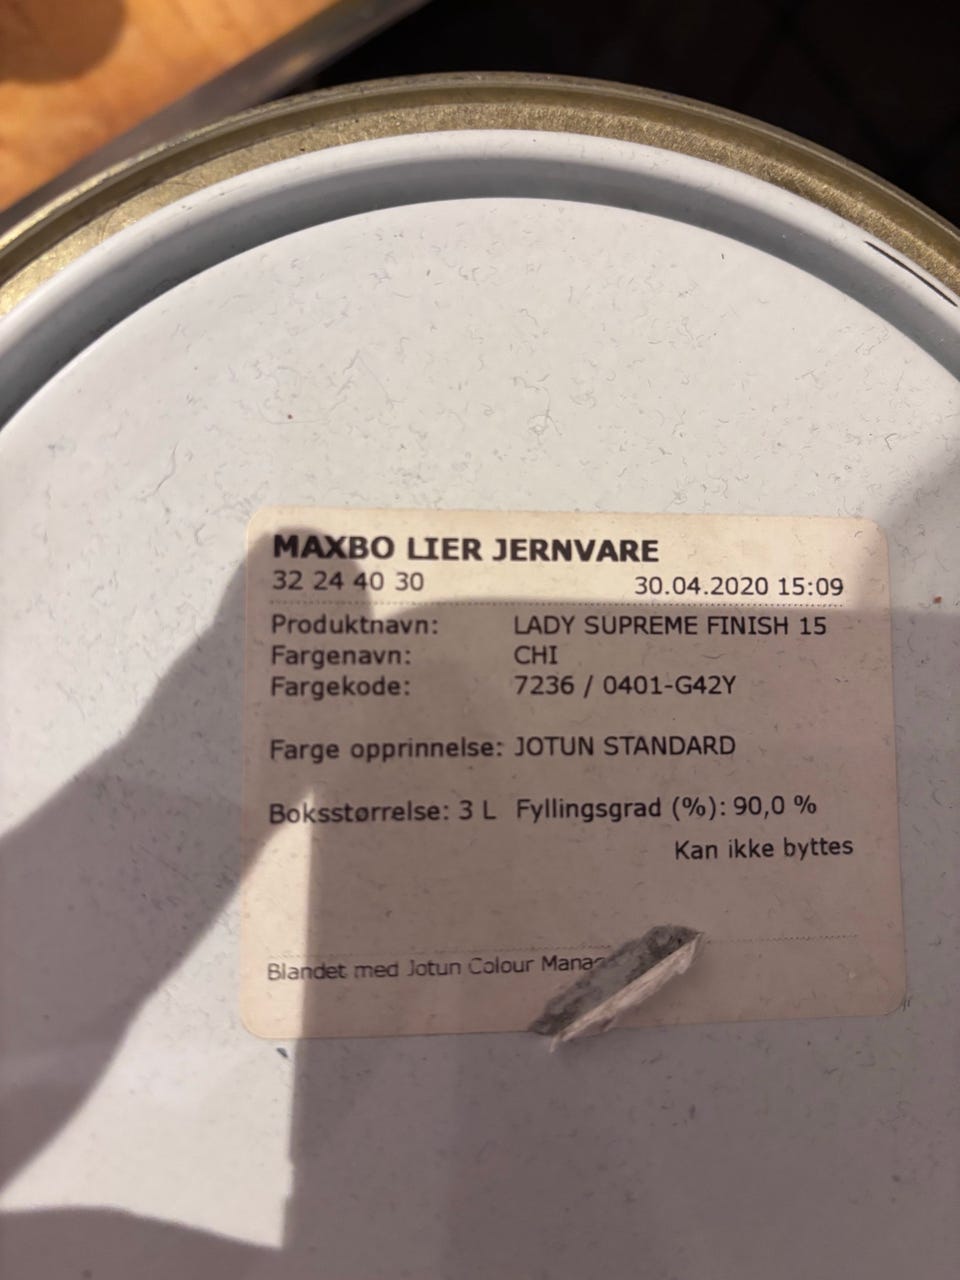 MAXBO LIER JERNVARE
32 24 40 30 30.04.2020 15:09
Produktnavn: LADY SUPREME FINISH 15
Fargenavn: CHI
Fargekode: 7236 / 0401-G42Y
Farge opprinnelse: JOTUN STANDARD
Boksstørrelse: 3 L Fyllingsgrad (%): 90,0 %
Kan ikke byttes
Blandet med Jotun Colour